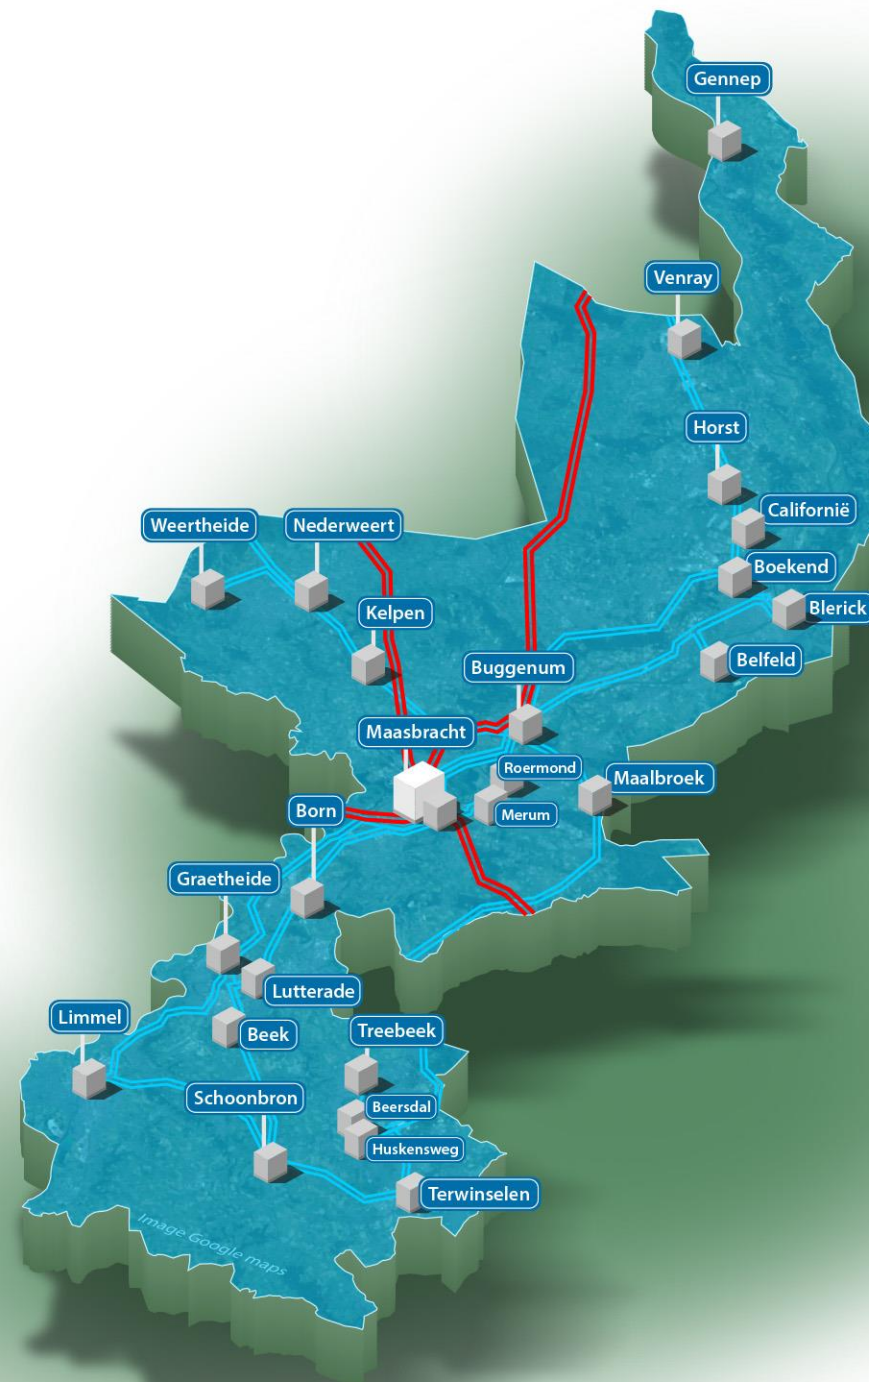 Gennep
Venray
Horst
Californië
Weertheide
Nederweert
Boekend
Blerick
Kelpen
Buggenum
Belfeld
Maasbracht
Roermond
Maalbroek
Born
Merum
Graetheide
Lutterade
Limmel
Beek
Treebeek
Schoonbron
Beersdal
Huskensweg
Terwinselen
Image Google maps